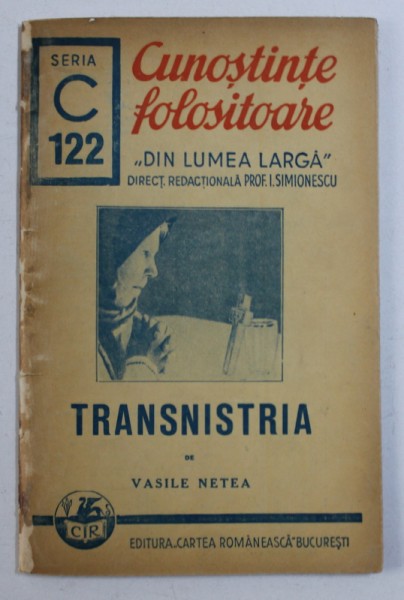 SERIA
C
122
Cunoștințe
folositoare
„DIN LUMEA LARGĂ"
DIRECT. REDACȚIONALĂ PROF. I. SIMIONESCU
TRANSNISTRIA
DE
VASILE NETEA
CR
EDITURA „CARTEA ROMÂNEASCĂ" BUCUREȘTI